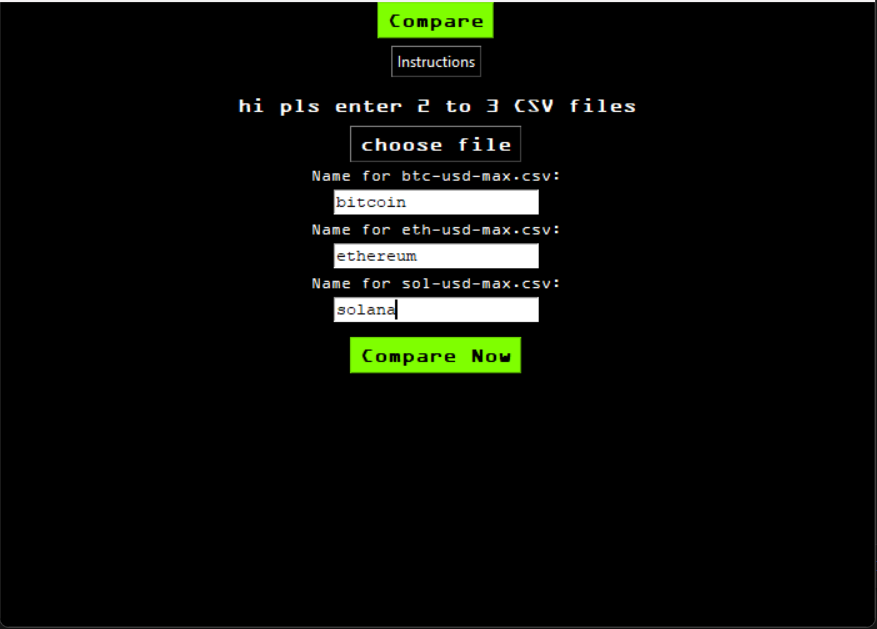 Compare
Instructions
hi pls enter 2 to 3 CSV files
choose file
Name for btc-usd-max.csv:
bitcoin
Name for eth-usd-max.csv:
ethereum
Name for sol-usd-max.csv:
solana
Compare Now